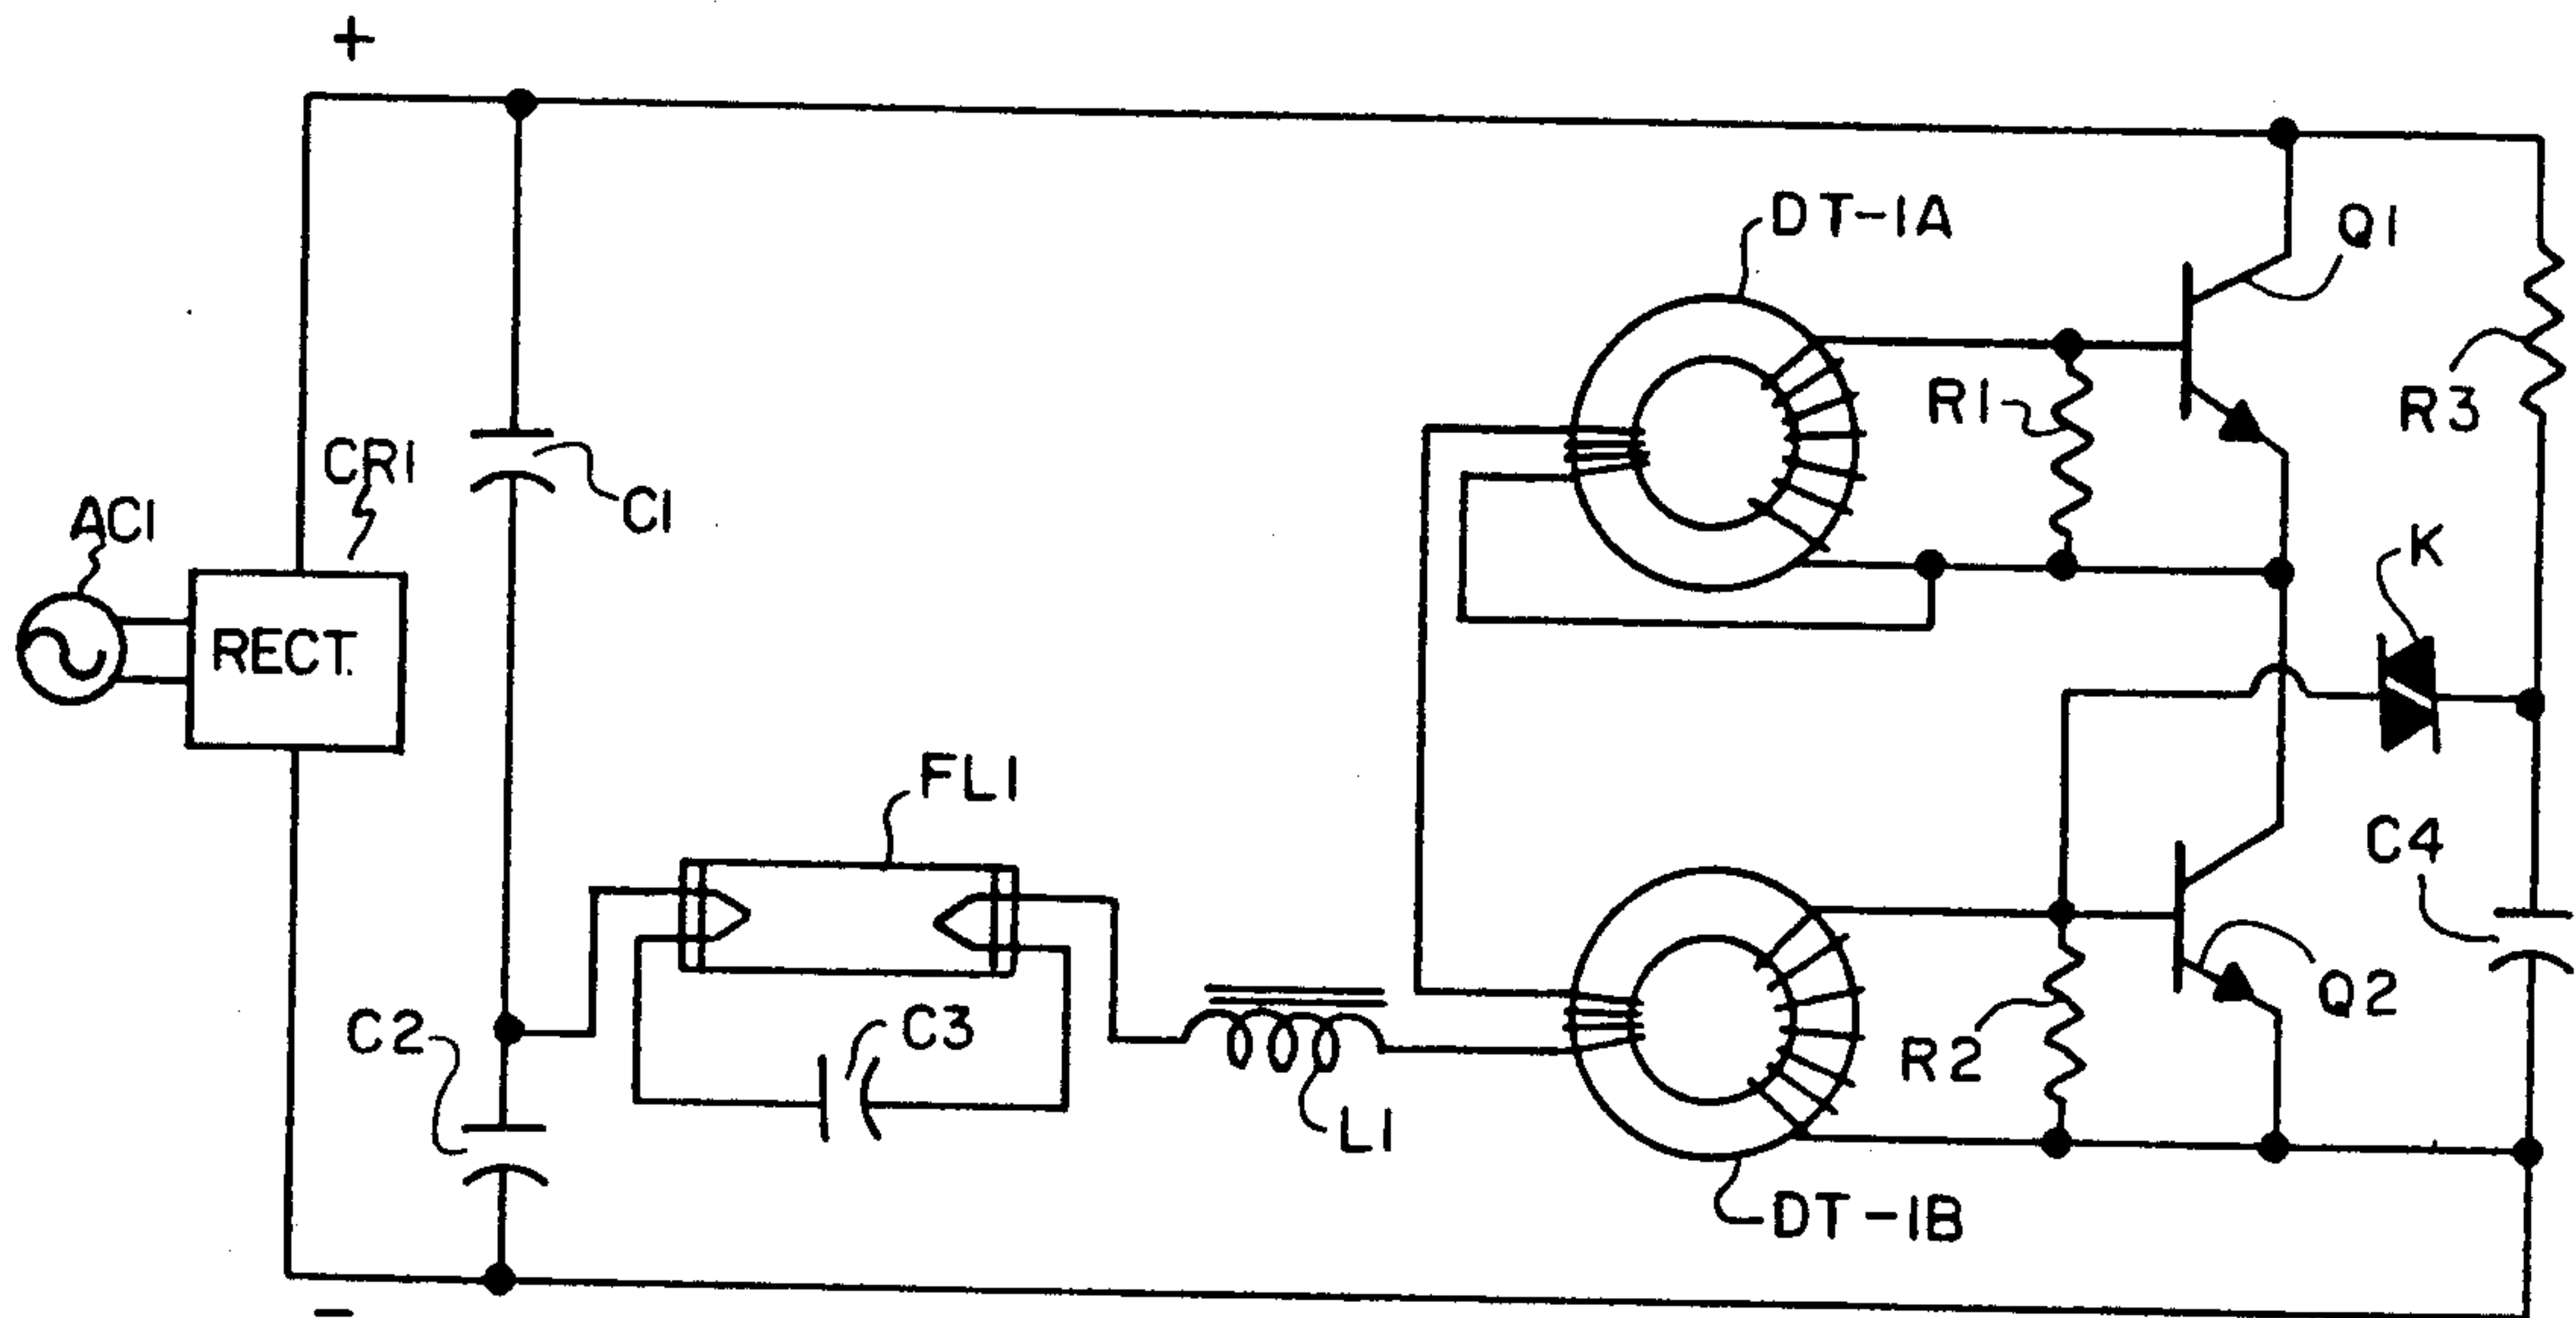 +
DT-1A
Q1
R1
R3
CR1
C1
AC1
K
RECT.
FL1
C4
C2
C3
Q2
R2
L1
DT-1B
−